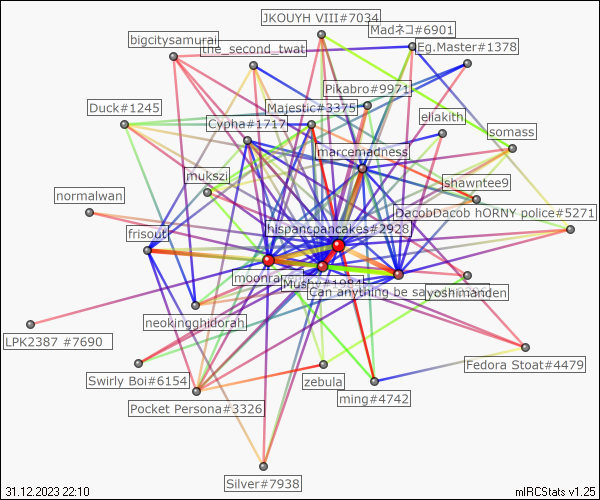 JKOUYH VIII#7034
Madネコ#6901
bigcitysamurai
the_second_twat
Eg.Master#1378
Pikabro#9971
Duck#1245
Majestic#3375
eliakith
Cypha#1717
somass
marcemadness
mukszi
shawntee9
normalwan
DacobDacob hORNY police#5271
frisout
hispancpancakes#2928
moonra
Mushy#1984
Can anything be sa
yoshimanden
neokingghidorah
LPK2387 #7690
Fedora Stoat#4479
Swirly Boi#6154
zebula
ming#4742
Pocket Persona#3326
Silver#7938
31.12.2023 22:10
mIRCStats v1.25